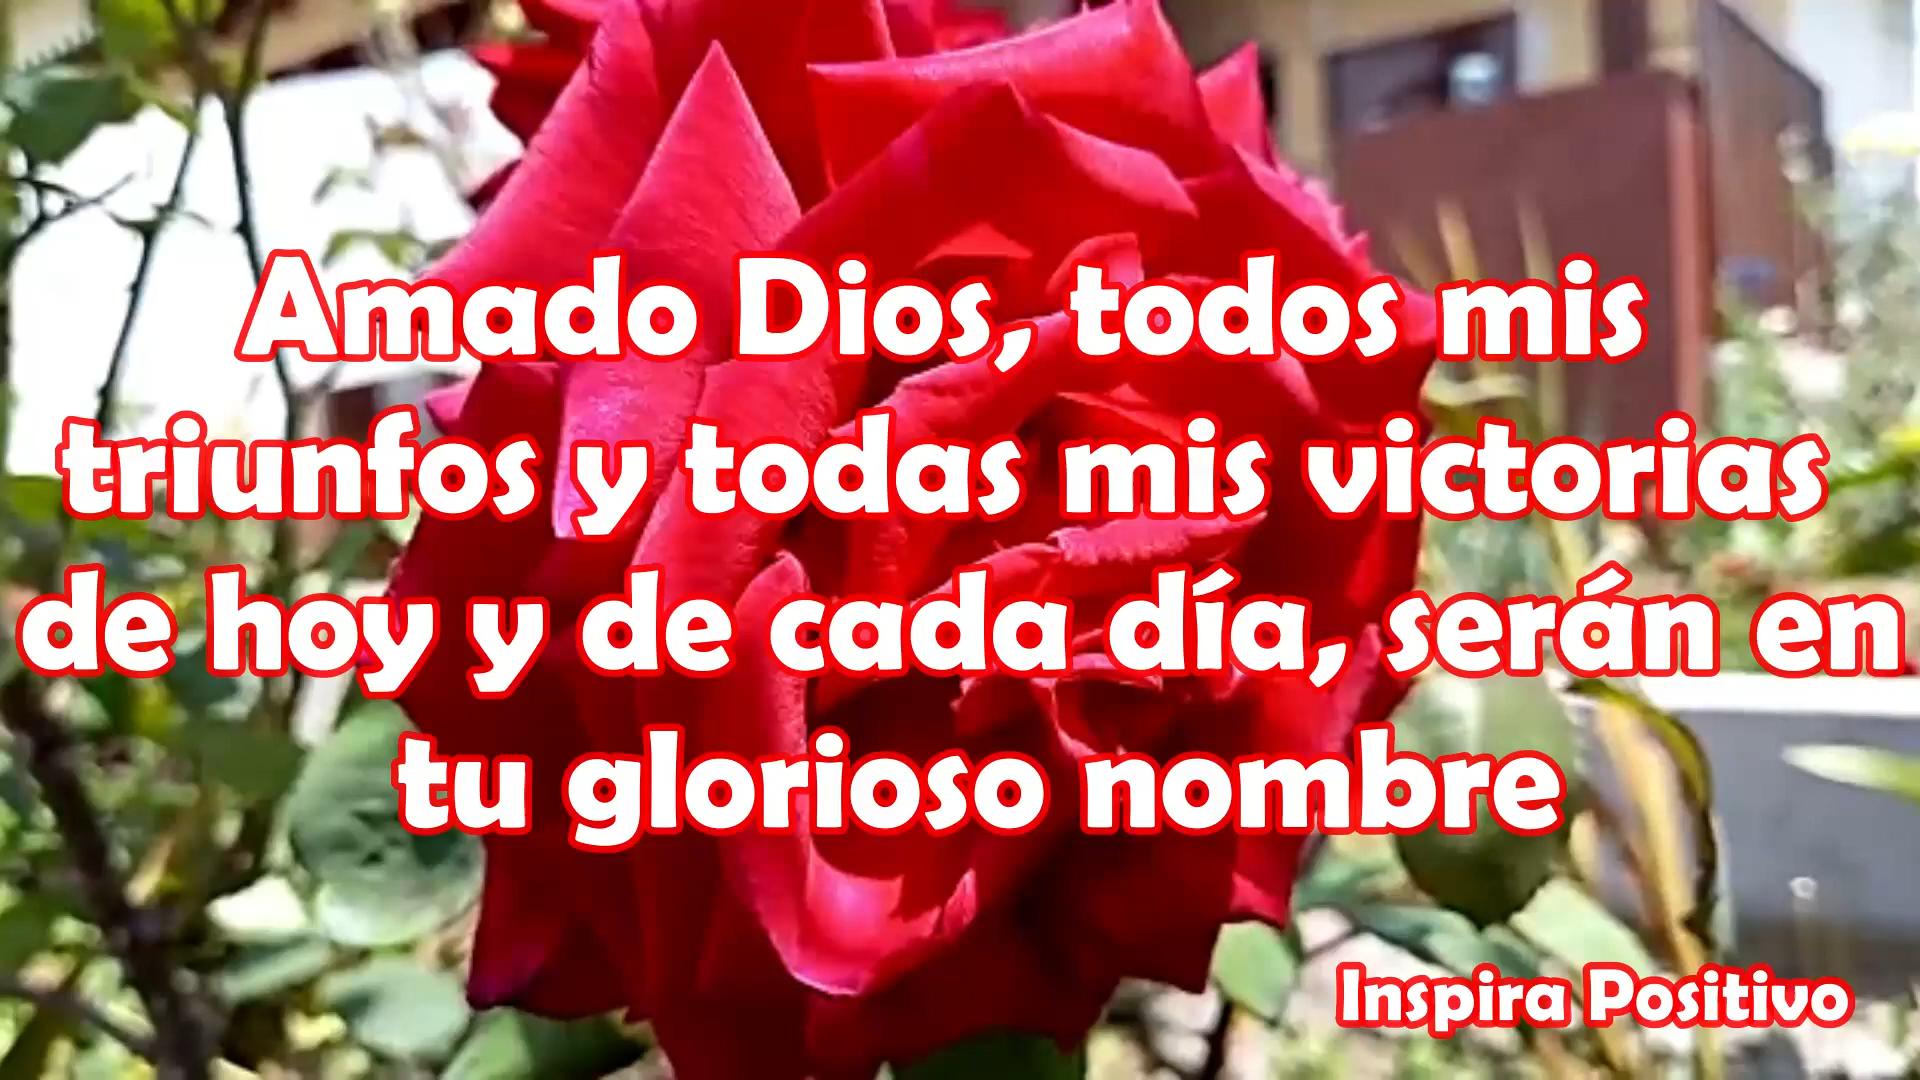 Amado Dios, todos mis
triunfos y todas mis victorias
de hoy y de cada día, serán en
tu glorioso nombre
Inspira Positivo